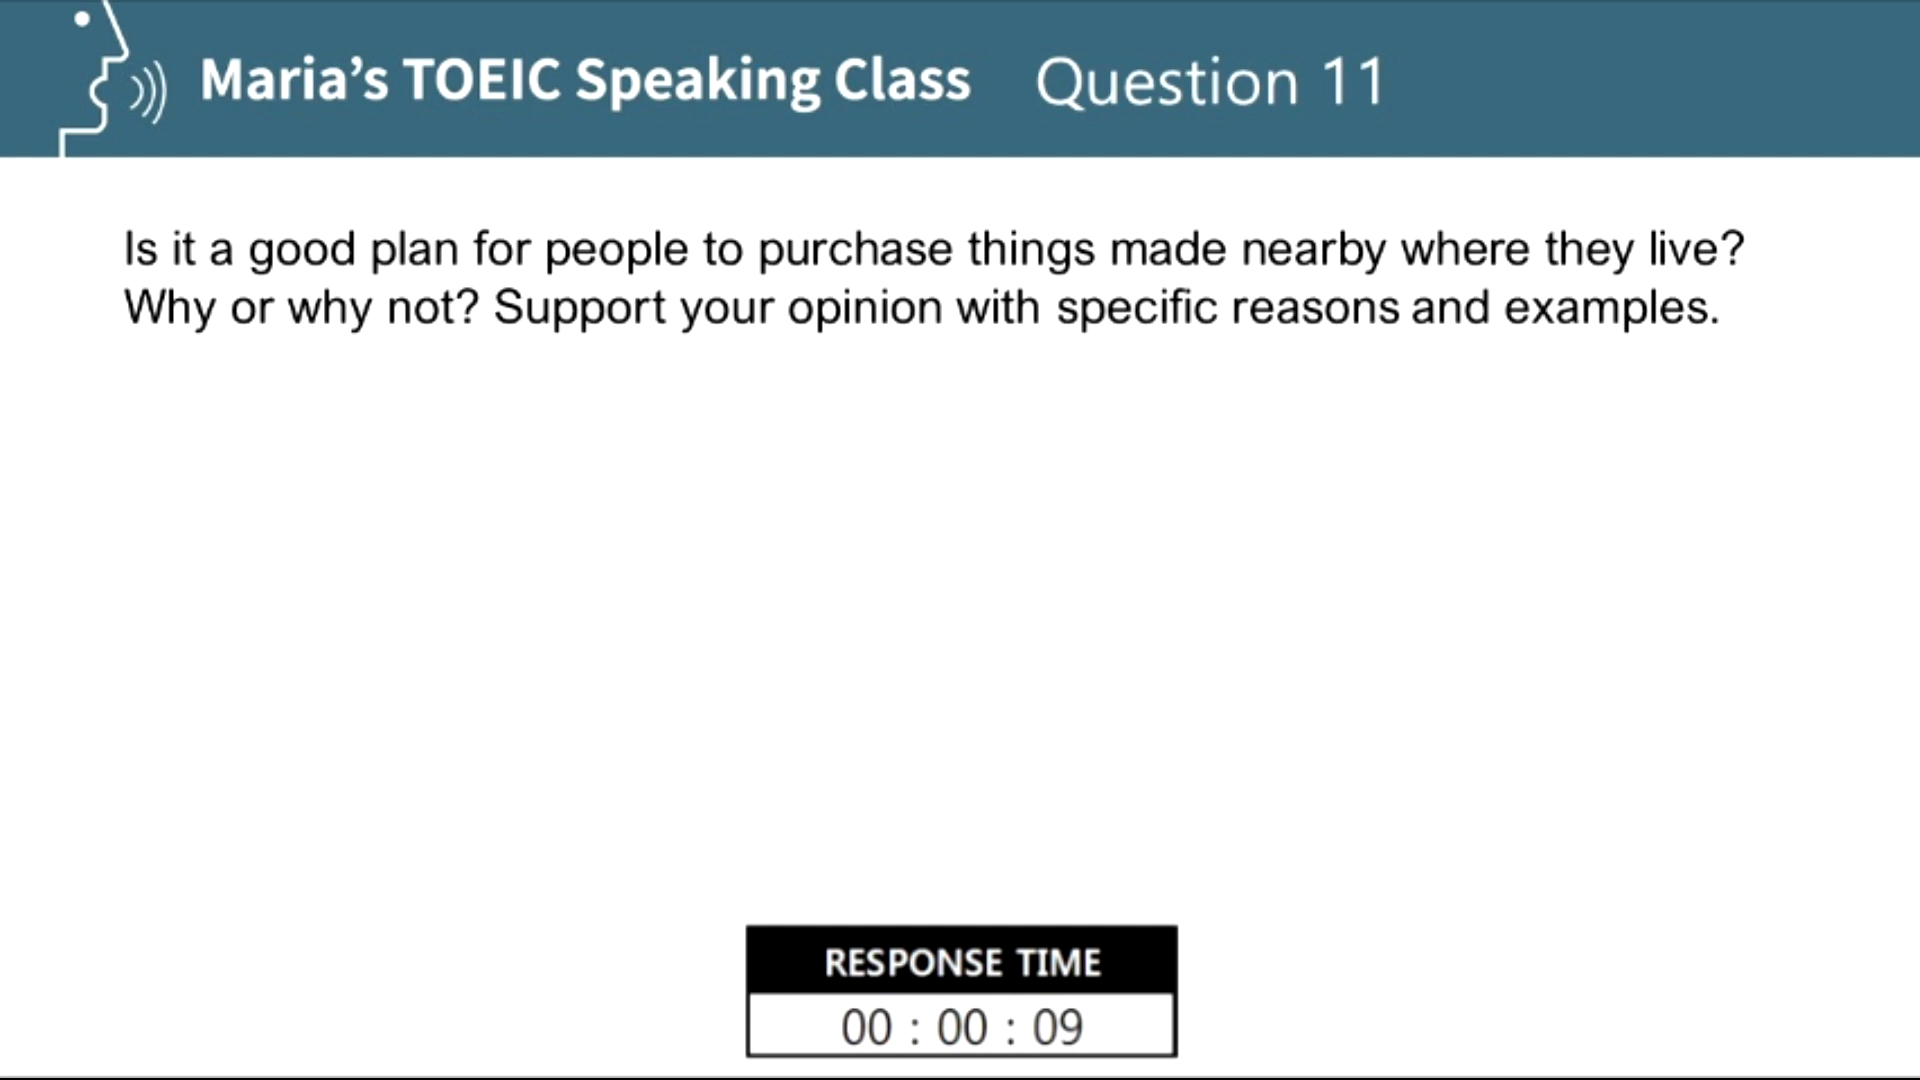 Maria's TOEIC Speaking Class Question 11
Is it a good plan for people to purchase things made nearby where they live?
Why or why not? Support your opinion with specific reasons and examples.
RESPONSE TIME
00 : 00 : 09